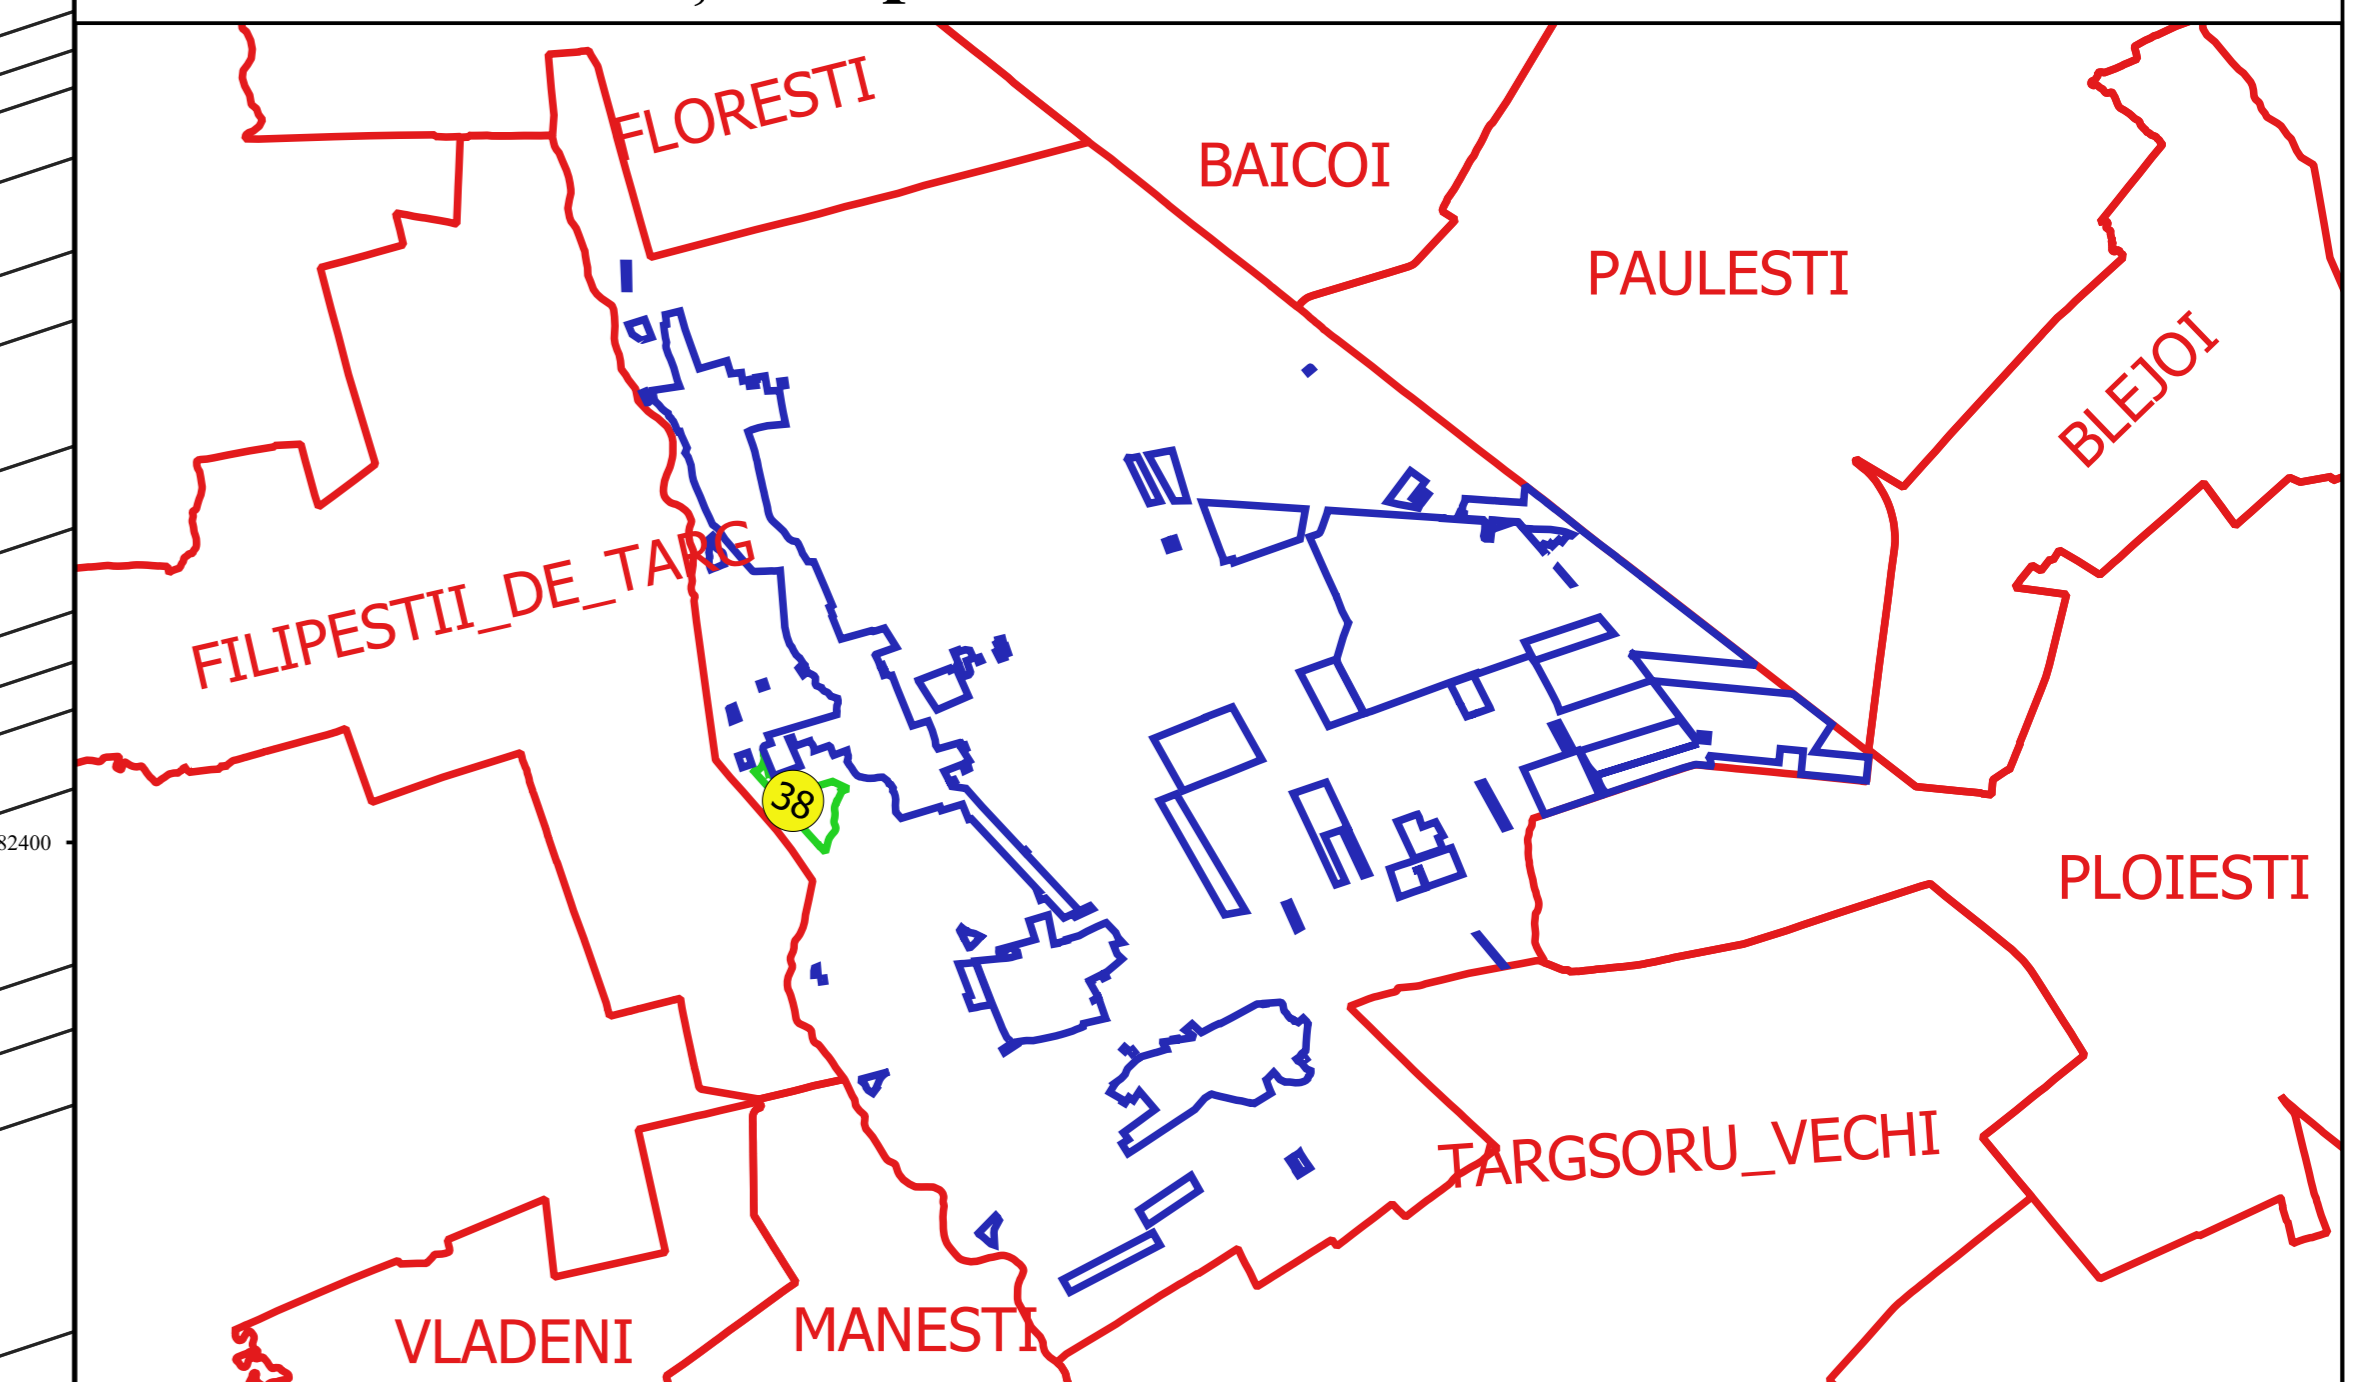 FLORESTI
BAICOI
PAULESTI
BLEJOI
FILIPESTII_DE_TARG
38
82400
PLOIESTI
TARGSORU_VECHI
MANESTI
VLADENI